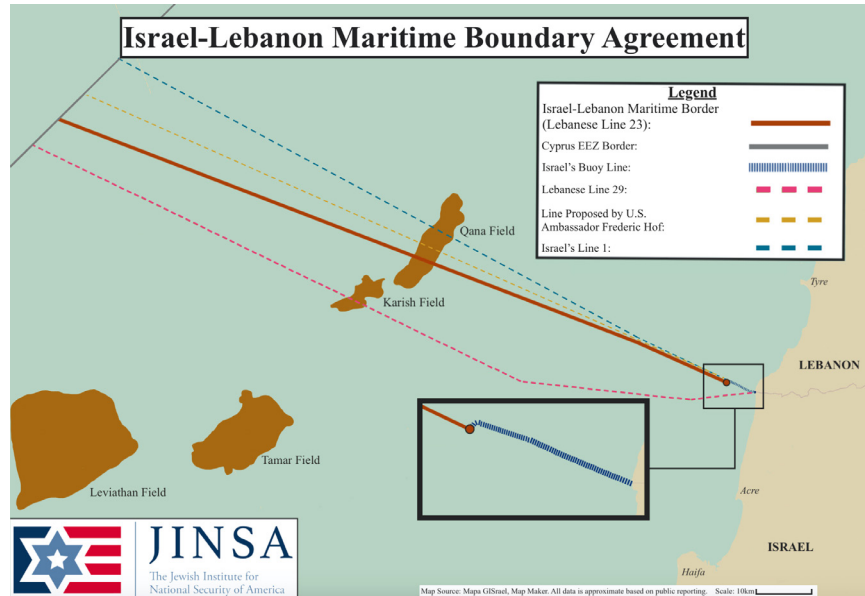 Israel-Lebanon Maritime Boundary Agreement
Legend
Israel-Lebanon Maritime Border
(Lebanese Line 23):
Cyprus EEZ Border:
Israel's Buoy Line:
Lebanese Line 29:
Line Proposed by U.S.
Ambassador Frederic Hof:
Israel's Line 1:
Qana Field
Karish Field
Tyre
LEBANON
Tamar Field
Leviathan Field
Acre
ISRAEL
Haifa
JINSA
The Jewish Institute for
National Security of America
Map Source: Mapa GISrael, Map Maker. All data is approximate based on public reporting. Scale: 10km